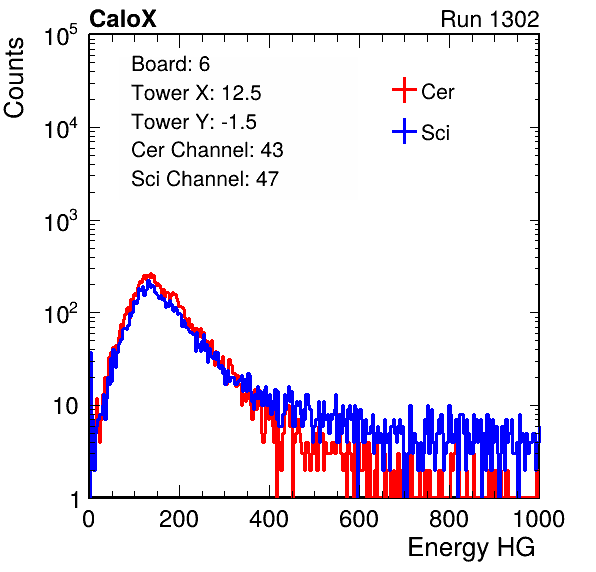 CaloX Run 1302
Counts
Board: 6
Tower X: 12.5
Tower Y: -1.5
Cer Channel: 43
Sci Channel: 47
Cer
Sci
10^5
10^4
10^3
10^2
10
1
0 200 400 600 800 1000
Energy HG